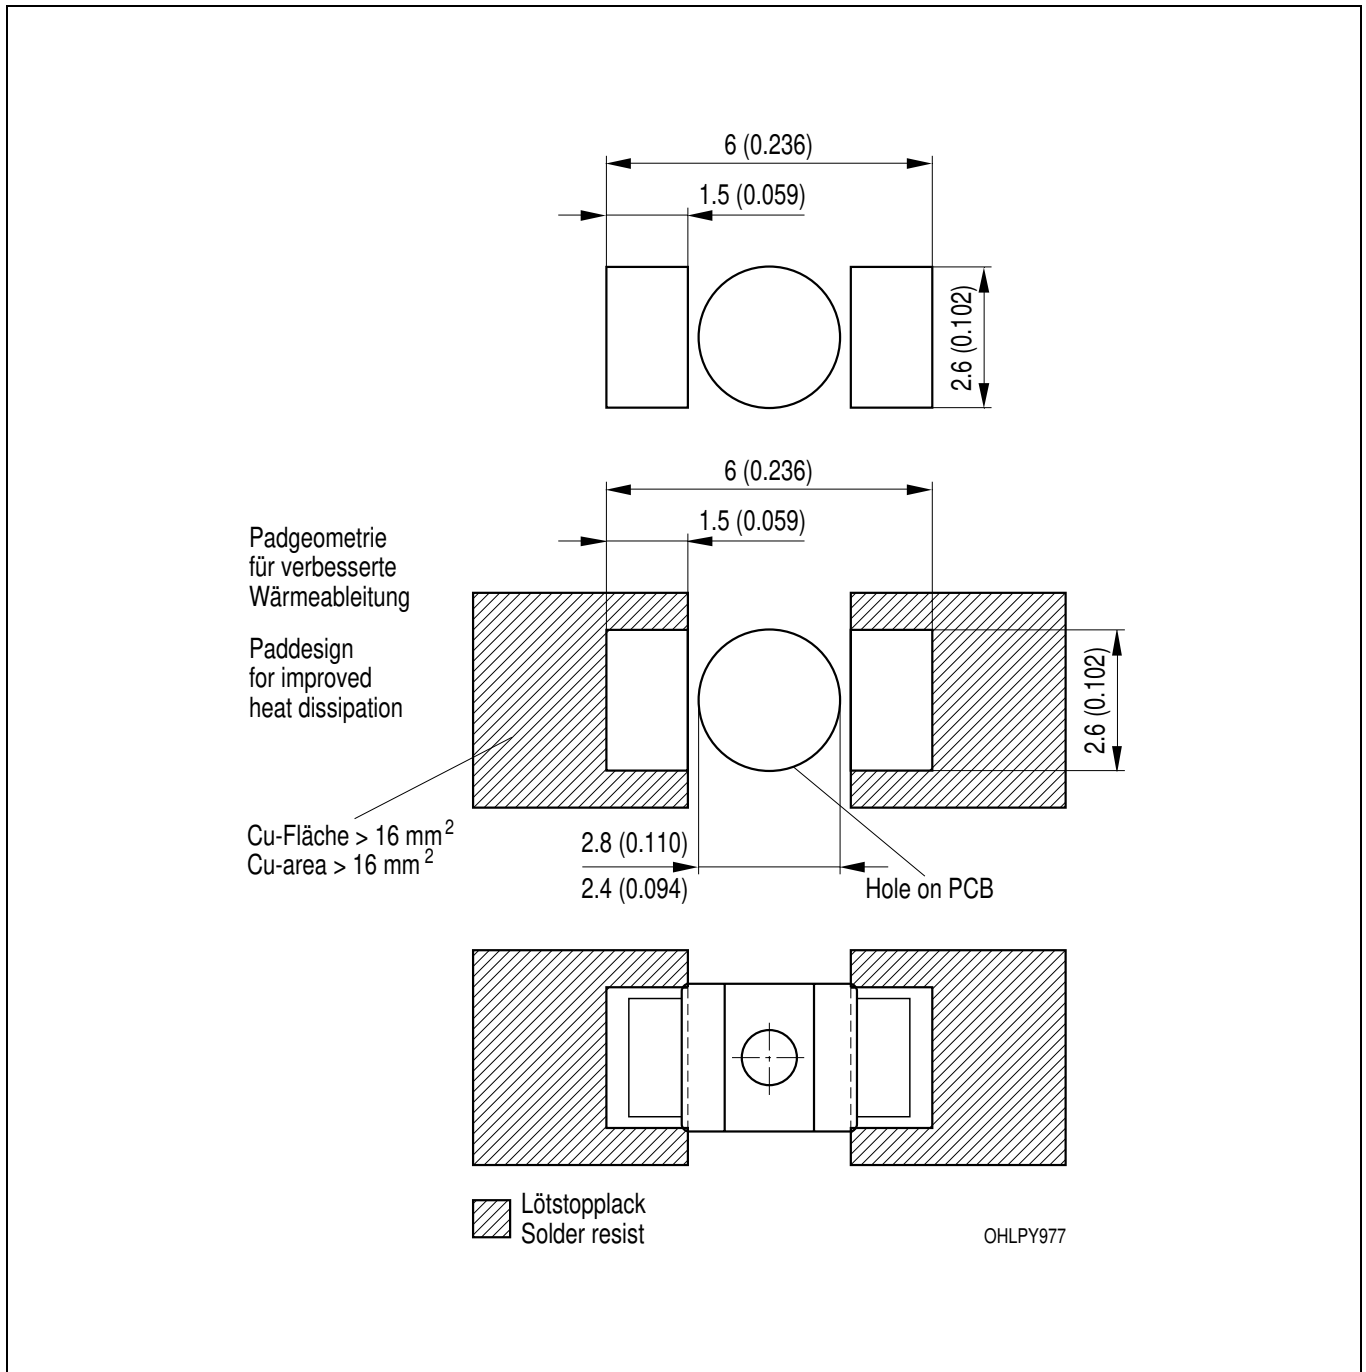 6 (0.236)
1.5 (0.059)
2.6 (0.102)
6 (0.236)
1.5 (0.059)
Padgeometrie
für verbesserte
Wärmeableitung
Paddesign
for improved
heat dissipation
2.6 (0.102)
Cu-Fläche > 16 mm²
Cu-area > 16 mm²
2.8 (0.110)
2.4 (0.094)
Hole on PCB
Lötstopplack
Solder resist
OHLPY977